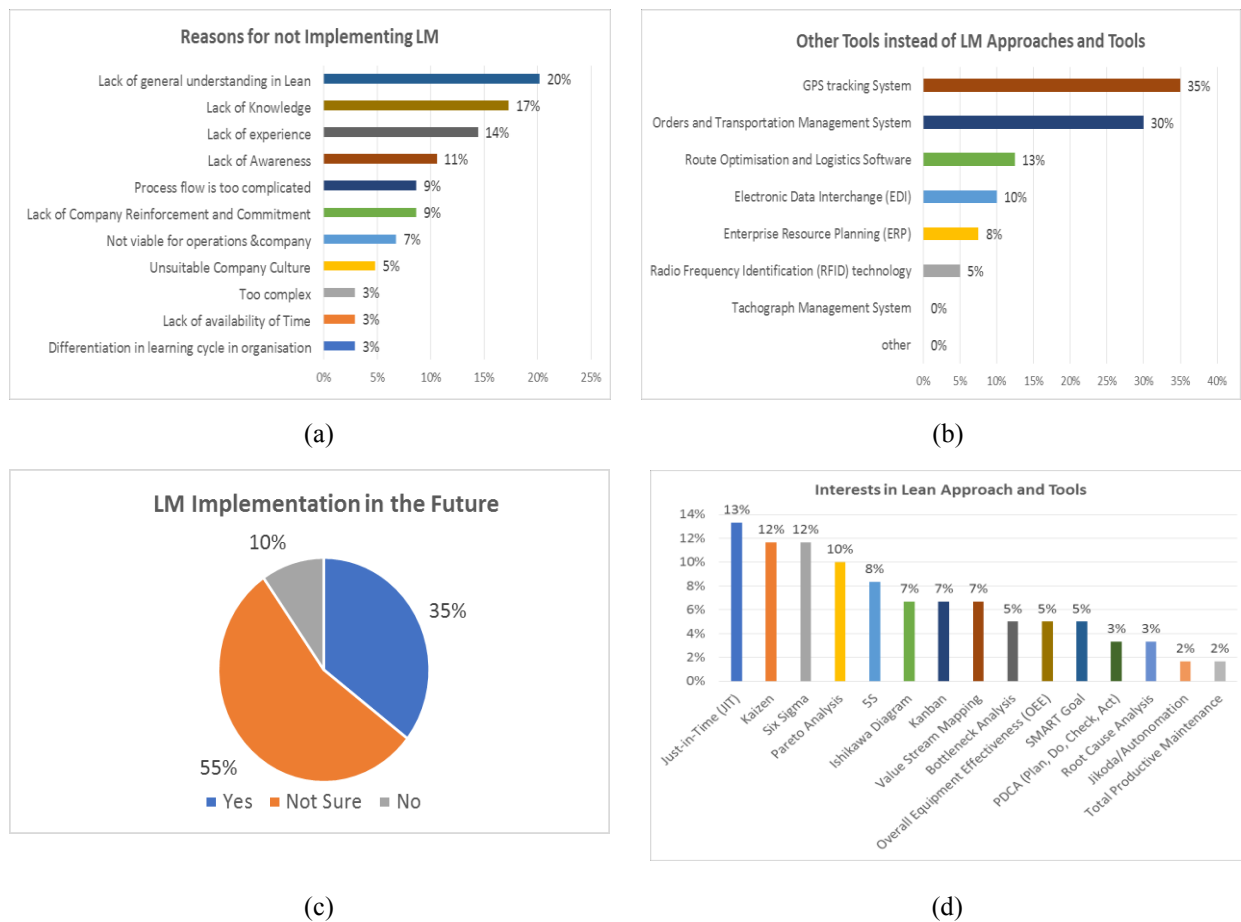 Reasons for not Implementing LM
Lack of general understanding in Lean 20%
Lack of Knowledge 17%
Lack of experience 14%
Lack of Awareness 11%
Process flow is too complicated 9%
Lack of Company Reinforcement and Commitment 9%
Not viable for operations &company 7%
Unsuitable Company Culture 5%
Too complex 3%
Lack of availability of Time 3%
Differentiation in learning cycle in organisation 3%
0% 5% 10% 15% 20% 25%
(a)
Other Tools instead of LM Approaches and Tools
GPS tracking System 35%
Orders and Transportation Management System 30%
Route Optimisation and Logistics Software 13%
Electronic Data Interchange (EDI) 10%
Enterprise Resource Planning (ERP) 8%
Radio Frequency Identification (RFID) technology 5%
Tachograph Management System 0%
other 0%
0% 5% 10% 15% 20% 25% 30% 35% 40%
(b)
LM Implementation in the Future
10%
35%
55%
Yes Not Sure No
(c)
Interests in Lean Approach and Tools
14%
12%
10%
8%
6%
4%
2%
0%
13% 12% 12% 10% 8% 7% 7% 7% 5% 5% 5% 3% 3% 2% 2%
Just-in-Time (JIT)
Kaizen
Six Sigma
Pareto Analysis
5S
Ishikawa Diagram
Kanban
Value Stream Mapping
Bottleneck Analysis
Overall Equipment Effectiveness (OEE)
SMART Goal
PDCA (Plan, Do, Check, Act)
Root Cause Analysis
Jikoda/Autonomation
Total Productive Maintenance
(d)